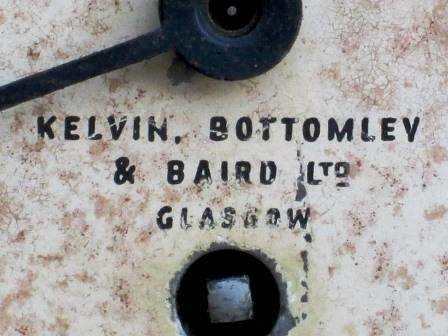 KELVIN, BOTTOMLEY
& BAIRD LTD
GLASGOW